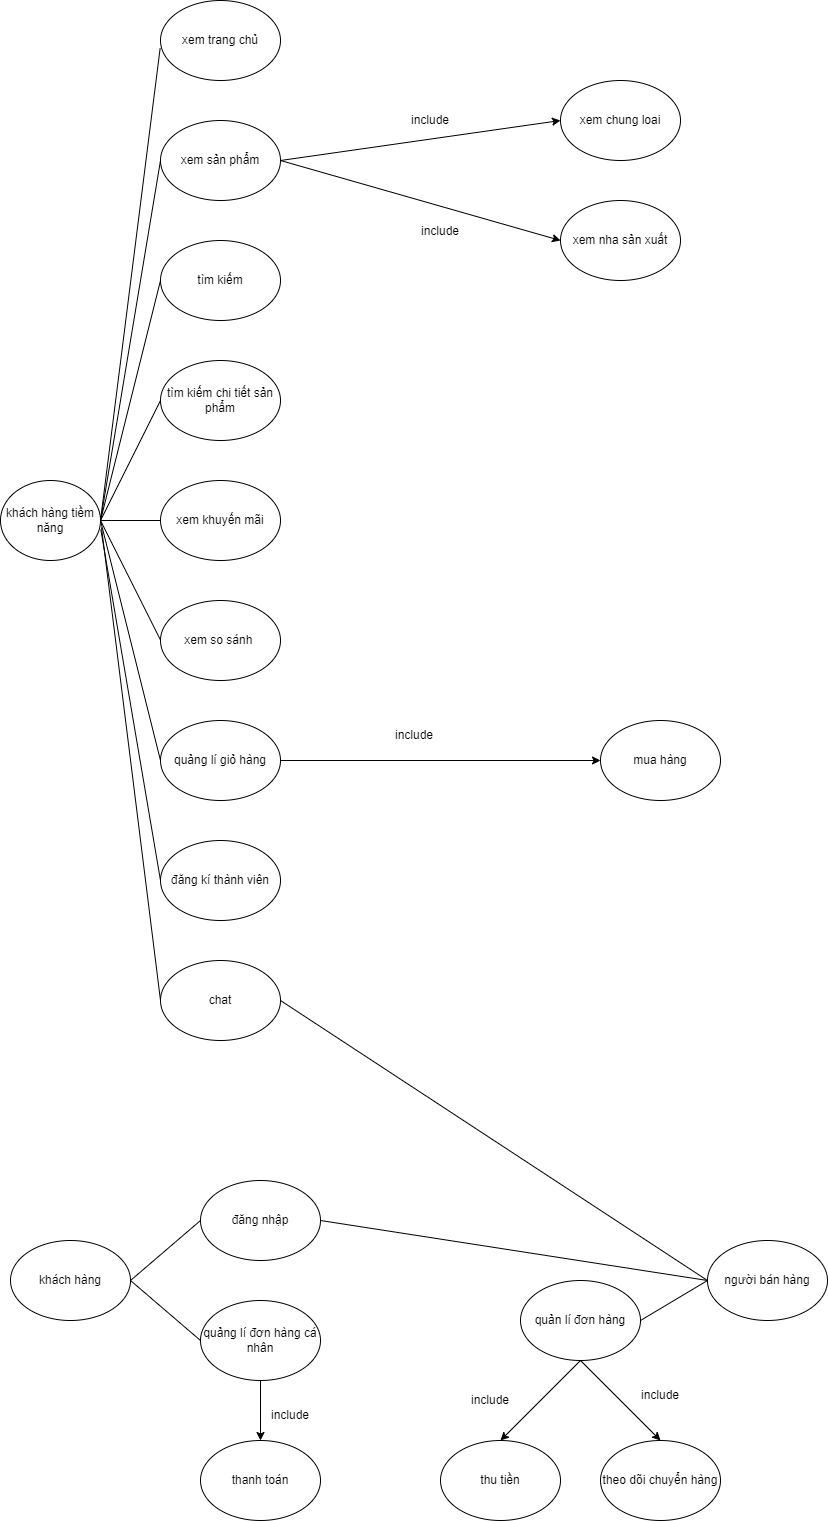 xem trang chủ
xem sản phẩm
include
xem chung loai
include
xem nha sản xuất
tìm kiếm
tìm kiếm chi tiết sản
phẩm
khách hàng tiềm
năng
xem khuyến mãi
xem so sánh
quảng lí giỏ hàng
include
mua hàng
đăng kí thành viên
chat
đăng nhập
khách hàng
người bán hàng
quản lí đơn hàng
quảng lí đơn hàng cá
nhân
include
include
include
thanh toán
thu tiền
theo dõi chuyển hàng